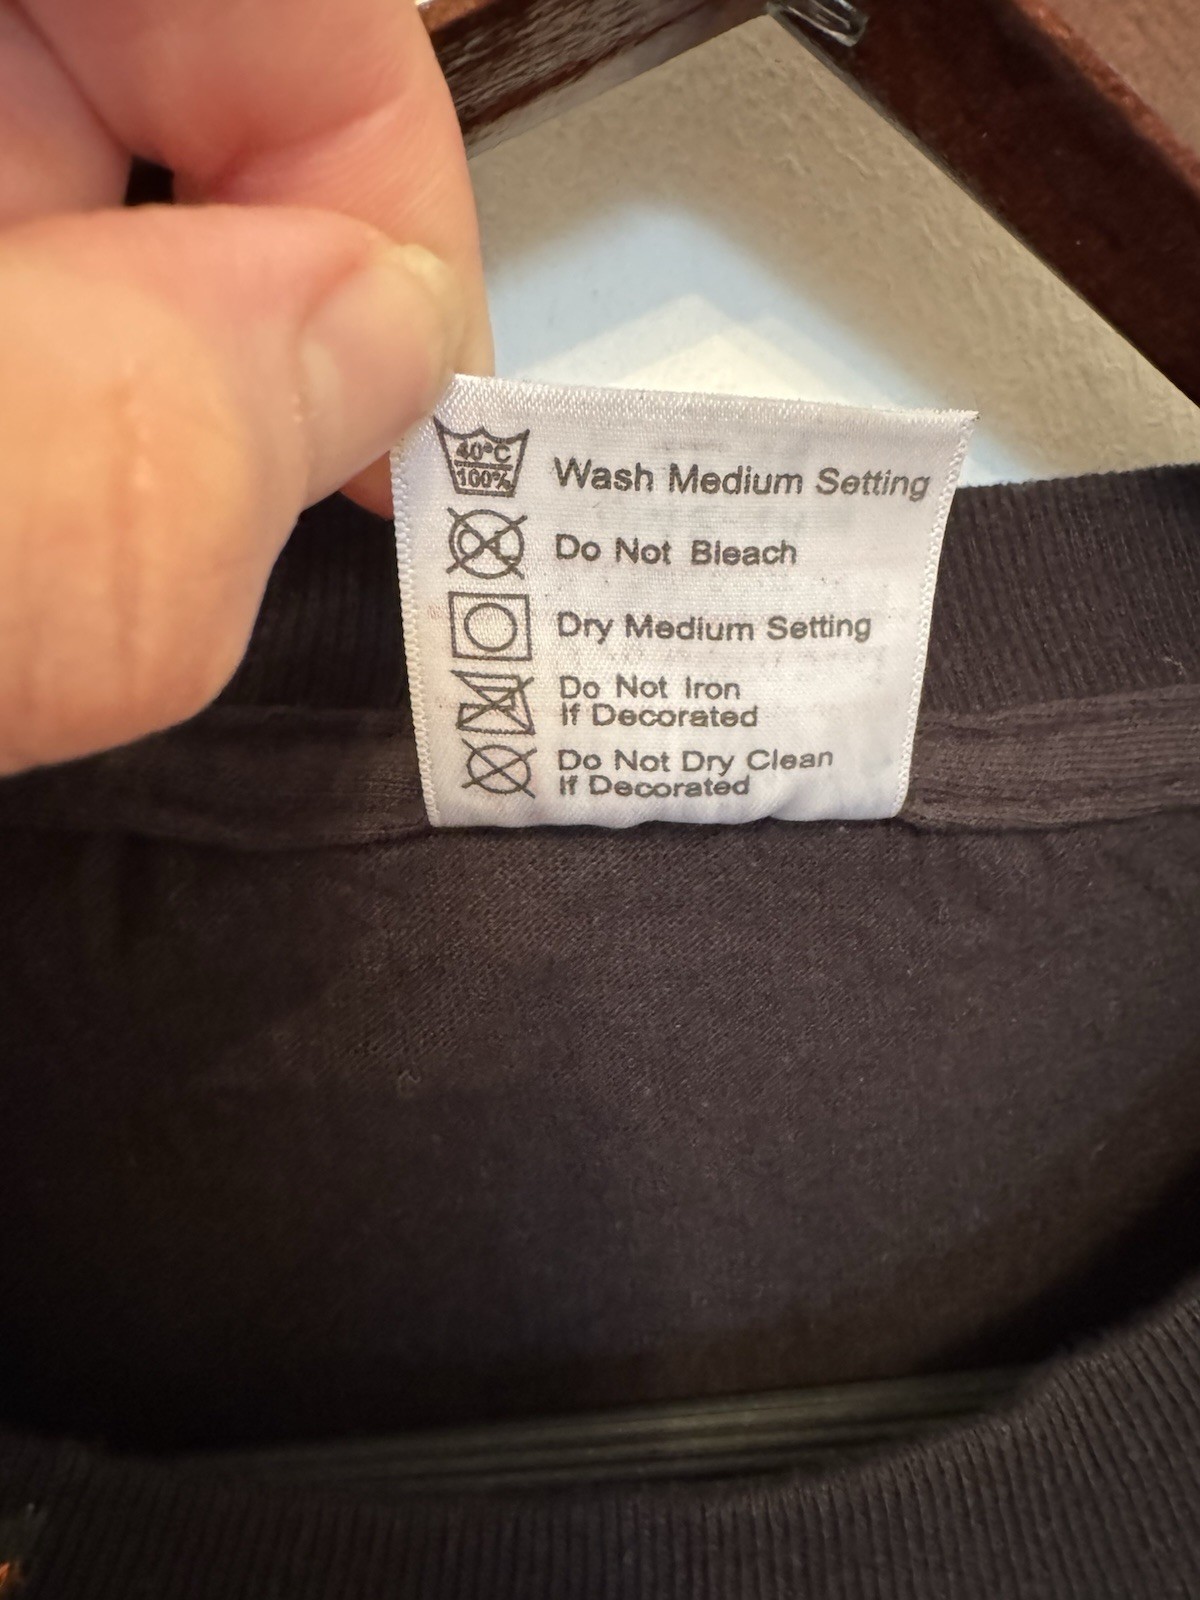 40°C
100%
Wash Medium Setting
CL
Do Not Bleach
Dry Medium Setting
Do Not Iron
If Decorated
Do Not Dry Clean
If Decorated